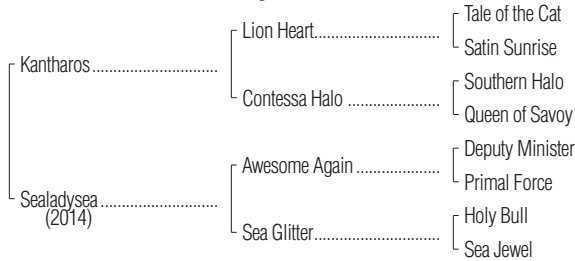 Tale of the Cat
Lion Heart
Satin Sunrise
Kantharos
Southern Halo
Contessa Halo
Queen of Savoy
Deputy Minister
Awesome Again
Primal Force
Sealadysea
(2014)
Holy Bull
Sea Glitter
Sea Jewel